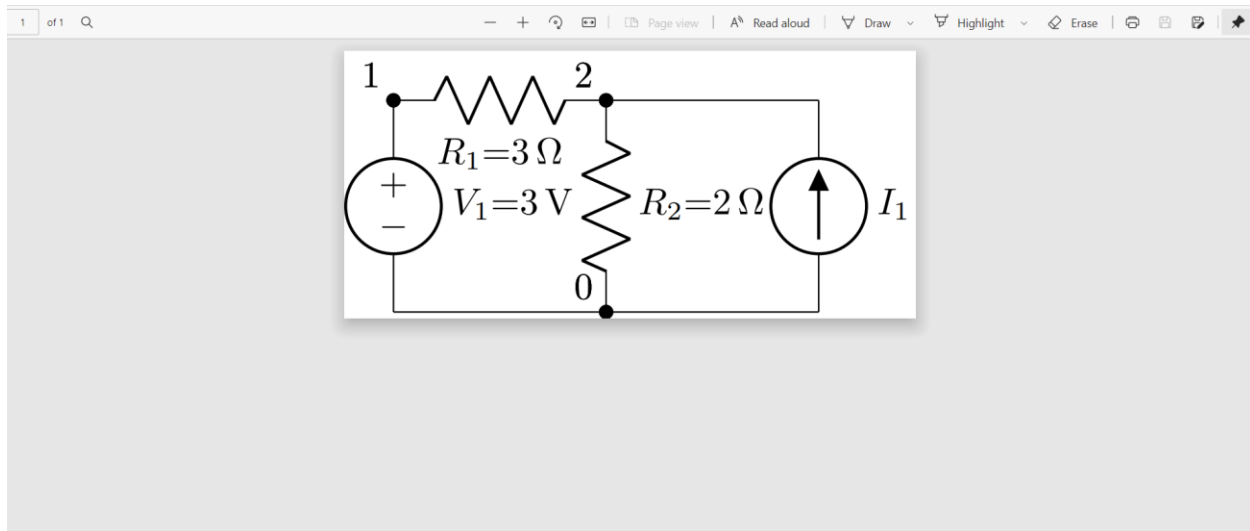 1 of 1 Page view Read aloud Draw Highlight Erase
1 2
R₁=3 Ω
+
V₁=3 V R₂=2 Ω I₁
−
0